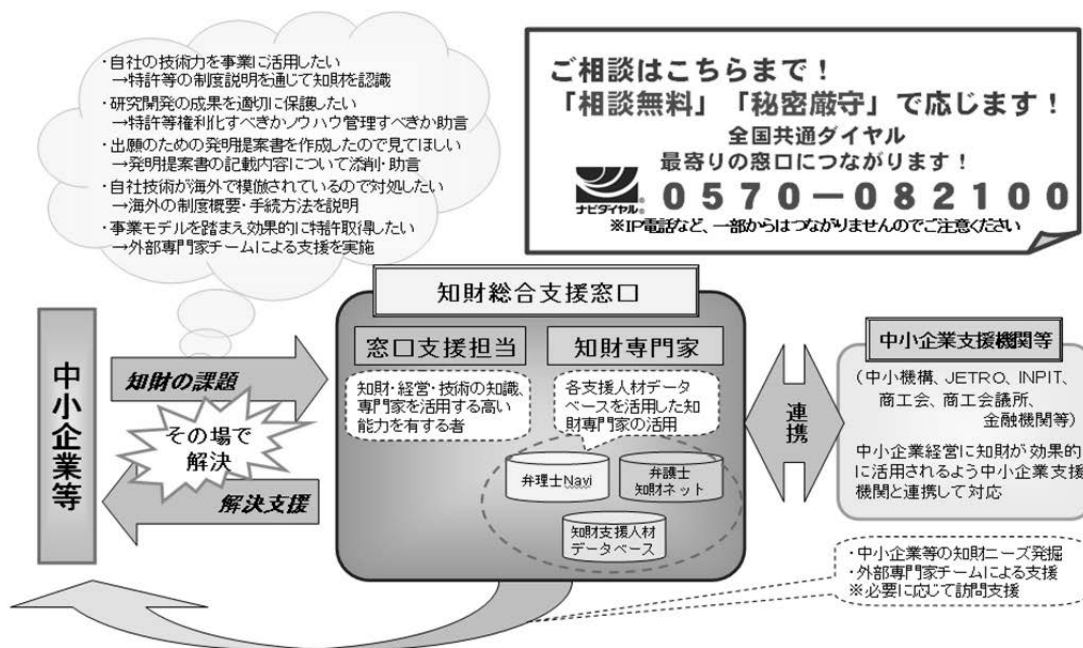 ・自社の技術力を事業に活用したい
→特許等の制度説明を通じて知財を認識
・研究開発の成果を適切に保護したい
→特許等権利化すべきかノウハウ管理すべきか助言
・出願のための発明提案書を作成したので見てほしい
→発明提案書の記載内容について添削・助言
・自社技術が海外で模倣されているので対処したい
→海外の制度概要・手続方法を説明
・事業モデルを踏まえ効果的に特許取得したい
→外部専門家チームによる支援を実施
ご相談はこちらまで！
「相談無料」「秘密厳守」で応じます！
全国共通ダイヤル
最寄りの窓口につながります！
ナビダイヤル®
0570－082100
※IP電話など、一部からはつながりませんのでご注意ください
中小企業等
知財の課題
その場で
解決
解決支援
知財総合支援窓口
窓口支援担当
知財・経営・技術の知識、
専門家を活用する高い
能力を有する者
知財専門家
各支援人材データ
ベースを活用した知
財専門家の活用
弁理士Navi
弁護士
知財ネット
知財支援人材
データベース
連携
中小企業支援機関等
（中小機構、JETRO、INPIT、
商工会、商工会議所、
金融機関等）
中小企業経営に知財が効果的
に活用されるよう中小企業支援
機関と連携して対応
・中小企業等の知財ニーズ発掘
・外部専門家チームによる支援
※必要に応じて訪問支援